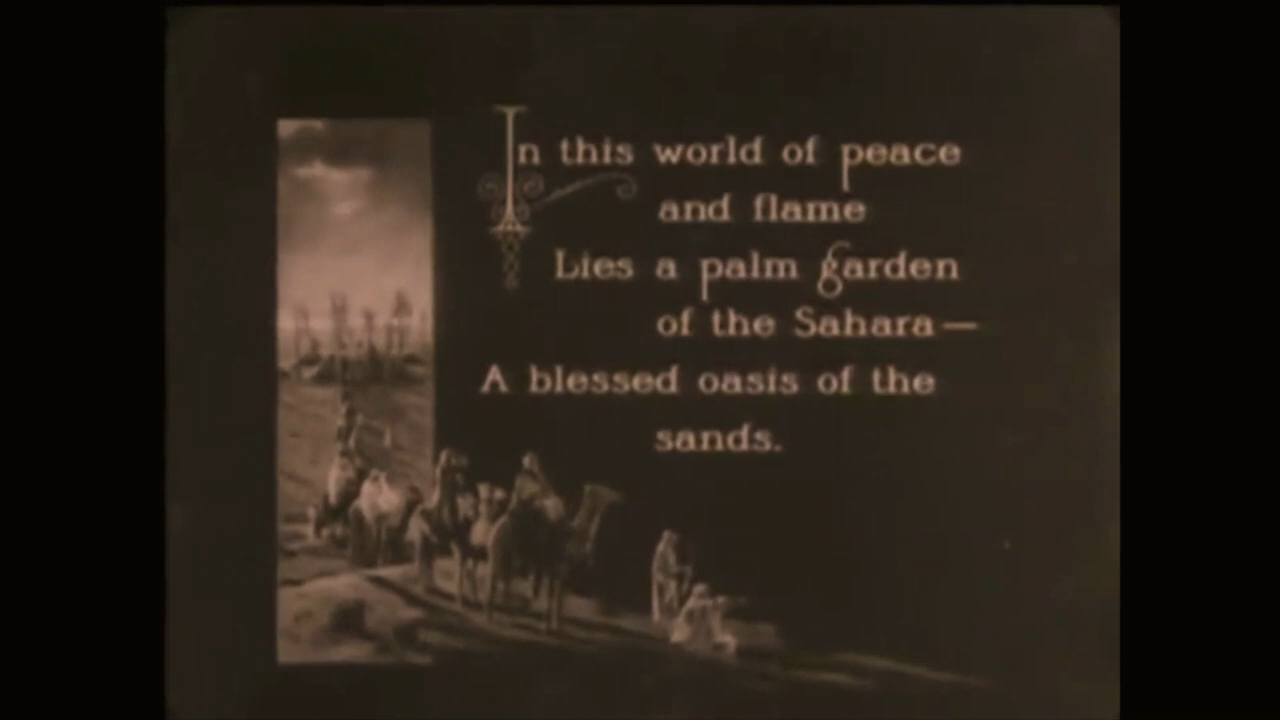 In this world of peace
and flame
Lies a palm garden
of the Sahara—
A blessed oasis of the
sands.